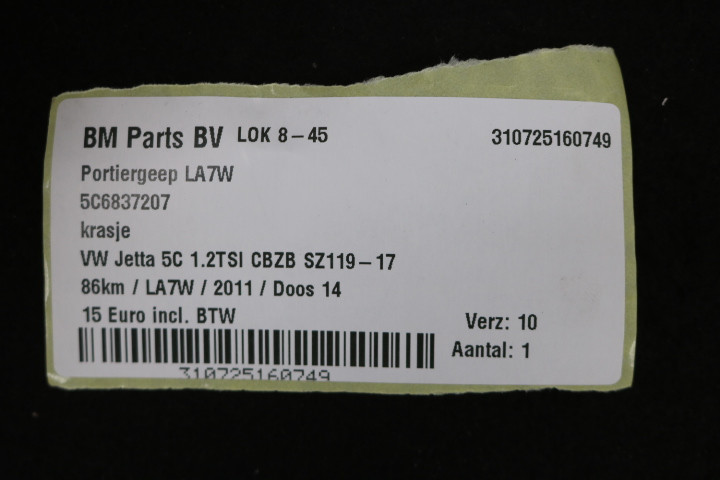 BM Parts BV LOK 8-45 310725160749
Portiergeep LA7W
5C6837207
krasje
VW Jetta 5C 1.2TSI CBZB SZ119-17
86km / LA7W / 2011 / Doos 14
15 Euro incl. BTW
Verz: 10
Aantal: 1
310725160749